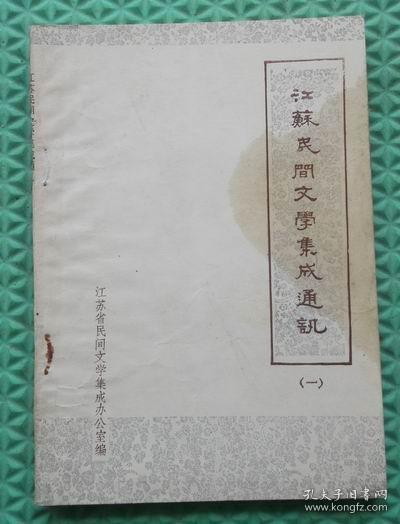 江蘇民間文學集成通訊
（一）
江苏省民间文学集成办公室编
孔夫子旧书网
kongfz.com